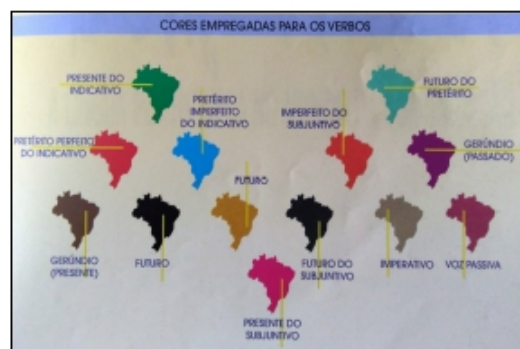 CORES EMPREGADAS PARA OS VERBOS
PRESENTE DO
INDICATIVO
PRETÉRITO
IMPERFEITO
DO INDICATIVO
IMPERFEITO DO
SUBJUNTIVO
FUTURO DO
PRETÉRITO
PRETÉRITO PERFEITO
DO INDICATIVO
GERÚNDIO
(PASSADO)
FUTURO
GERÚNDIO
(PRESENTE)
FUTURO
FUTURO DO
SUBJUNTIVO
IMPERATIVO
VOZ PASSIVA
PRESENTE DO
SUBJUNTIVO